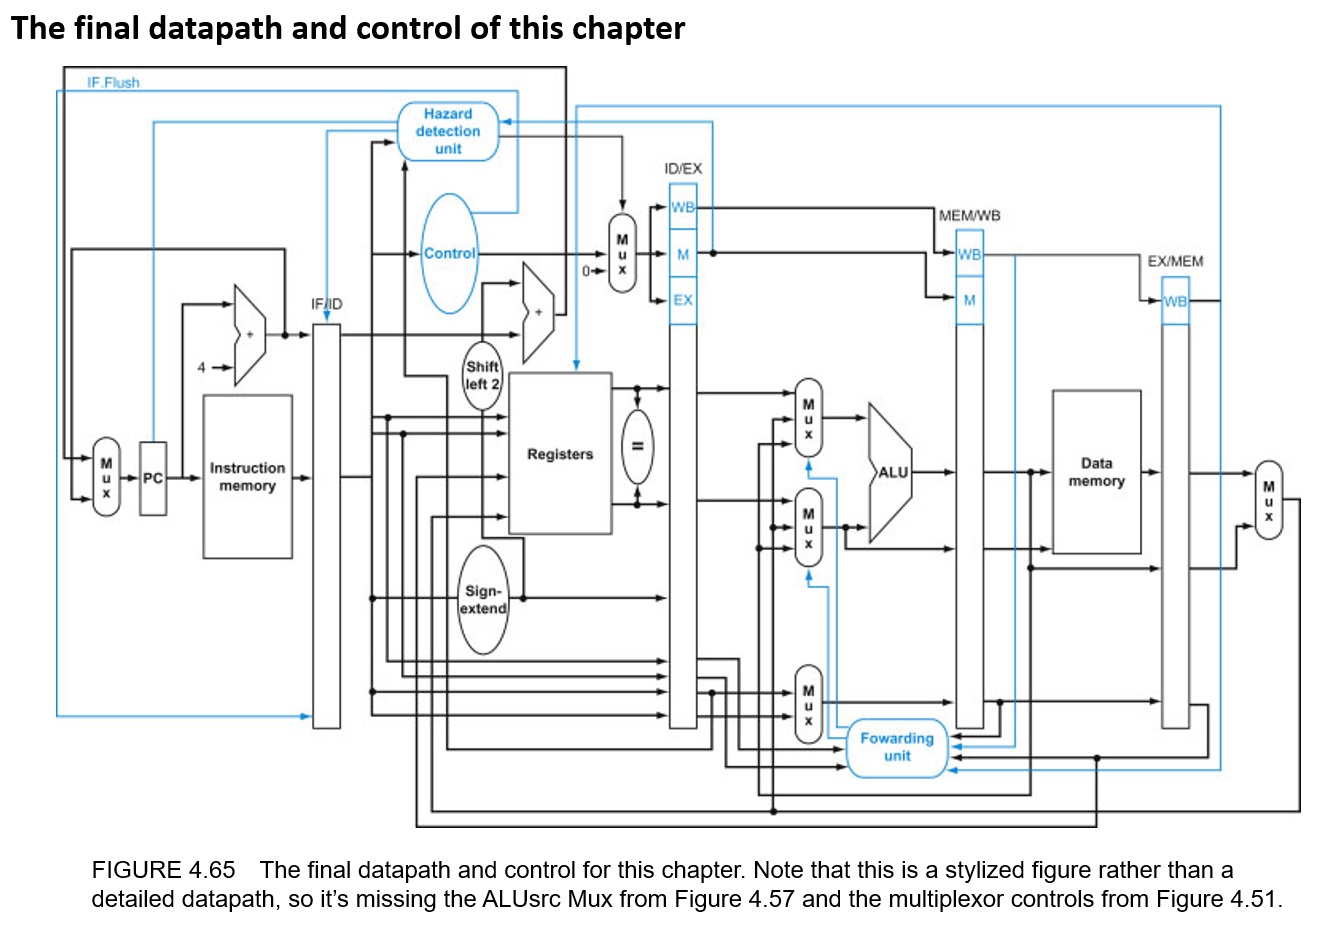 The final datapath and control of this chapter
IF.Flush
Hazard
detection
unit
ID/EX
WB
MEM/WB
Control
M
u
x
M
WB
EX/MEM
0
EX
M
WB
IF/ID
+
+
4
Shift
left 2
M
u
x
M
u
x
PC
Instruction
memory
Registers
=
ALU
Data
memory
M
u
x
M
u
x
Sign-
extend
M
u
x
Fowarding
unit
FIGURE 4.65 The final datapath and control for this chapter. Note that this is a stylized figure rather than a
detailed datapath, so it's missing the ALUsrc Mux from Figure 4.57 and the multiplexor controls from Figure 4.51.